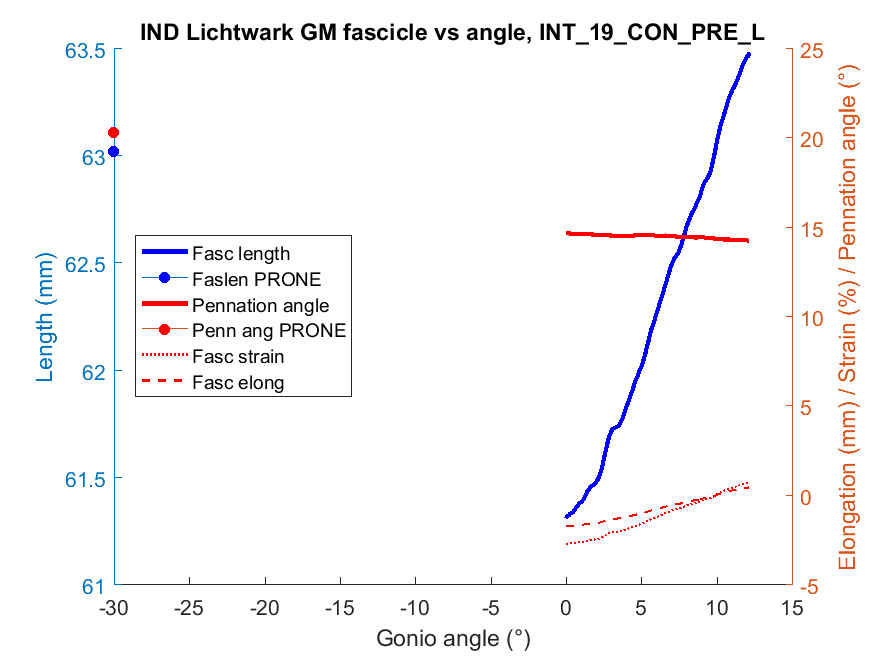 IND Lichtwark GM fascicle vs angle, INT_19_CON_PRE_L
63.5
63
62.5
62
61.5
61
Length (mm)
25
20
15
10
5
0
-5
Elongation (mm) / Strain (%) / Pennation angle (°)
Fasc length
Faslen PRONE
Pennation angle
Penn ang PRONE
Fasc strain
Fasc elong
-30 -25 -20 -15 -10 -5 0 5 10 15
Gonio angle (°)